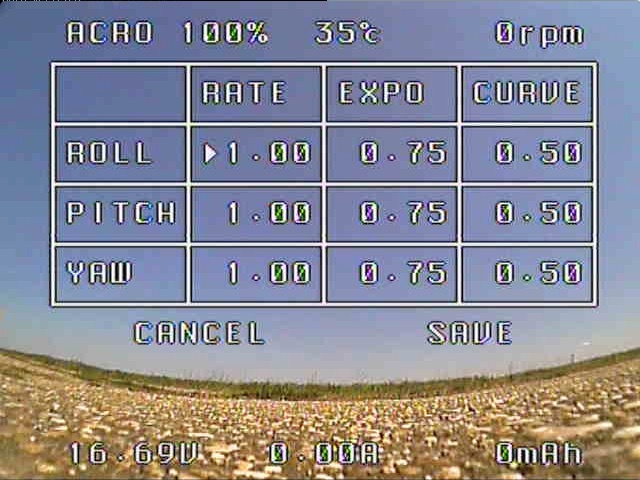 ACRO 100% 35℃ 0rpm
RATE EXPO CURVE
ROLL 1.00 0.75 0.50
PITCH 1.00 0.75 0.50
YAW 1.00 0.75 0.50
CANCEL SAVE
16.69V 0.00A 0mAh